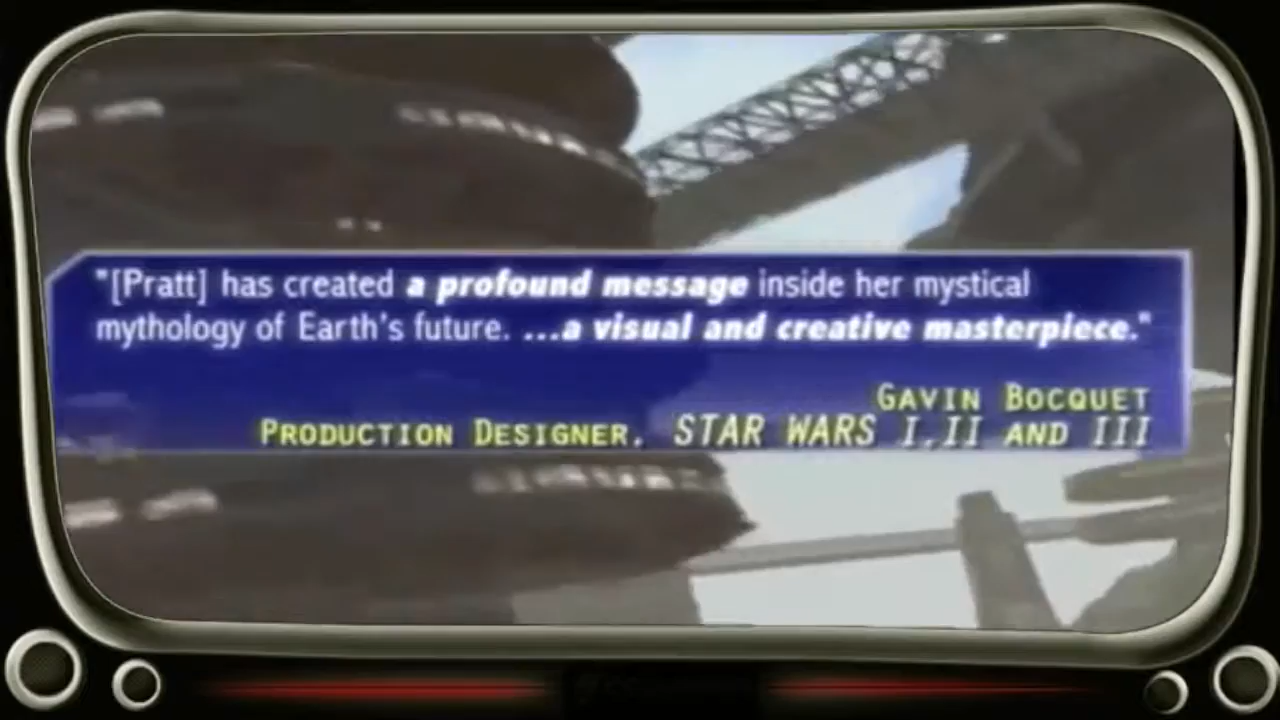 "[Pratt] has created a profound message inside her mystical
mythology of Earth's future. ...a visual and creative masterpiece."
GAVIN BOCQUET
PRODUCTION DESIGNER, STAR WARS I,II AND III